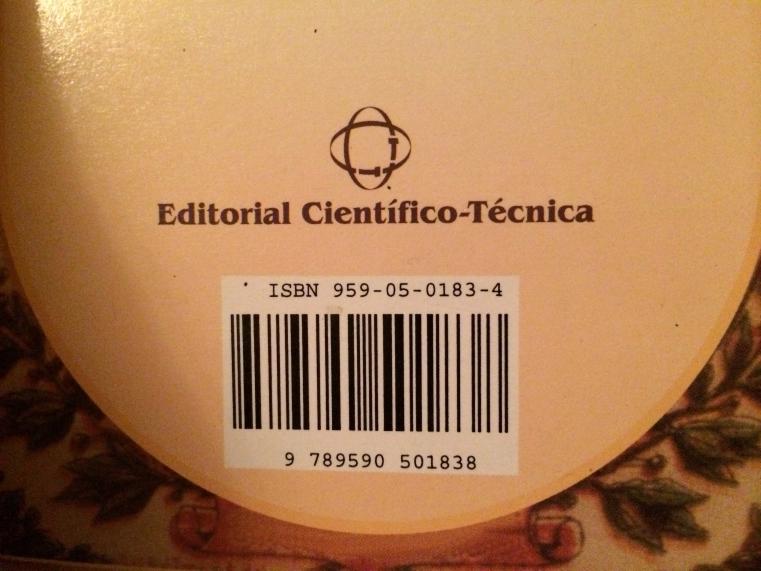 Editorial Científico-Técnica
ISBN 959-05-0183-4
9 789590 501838